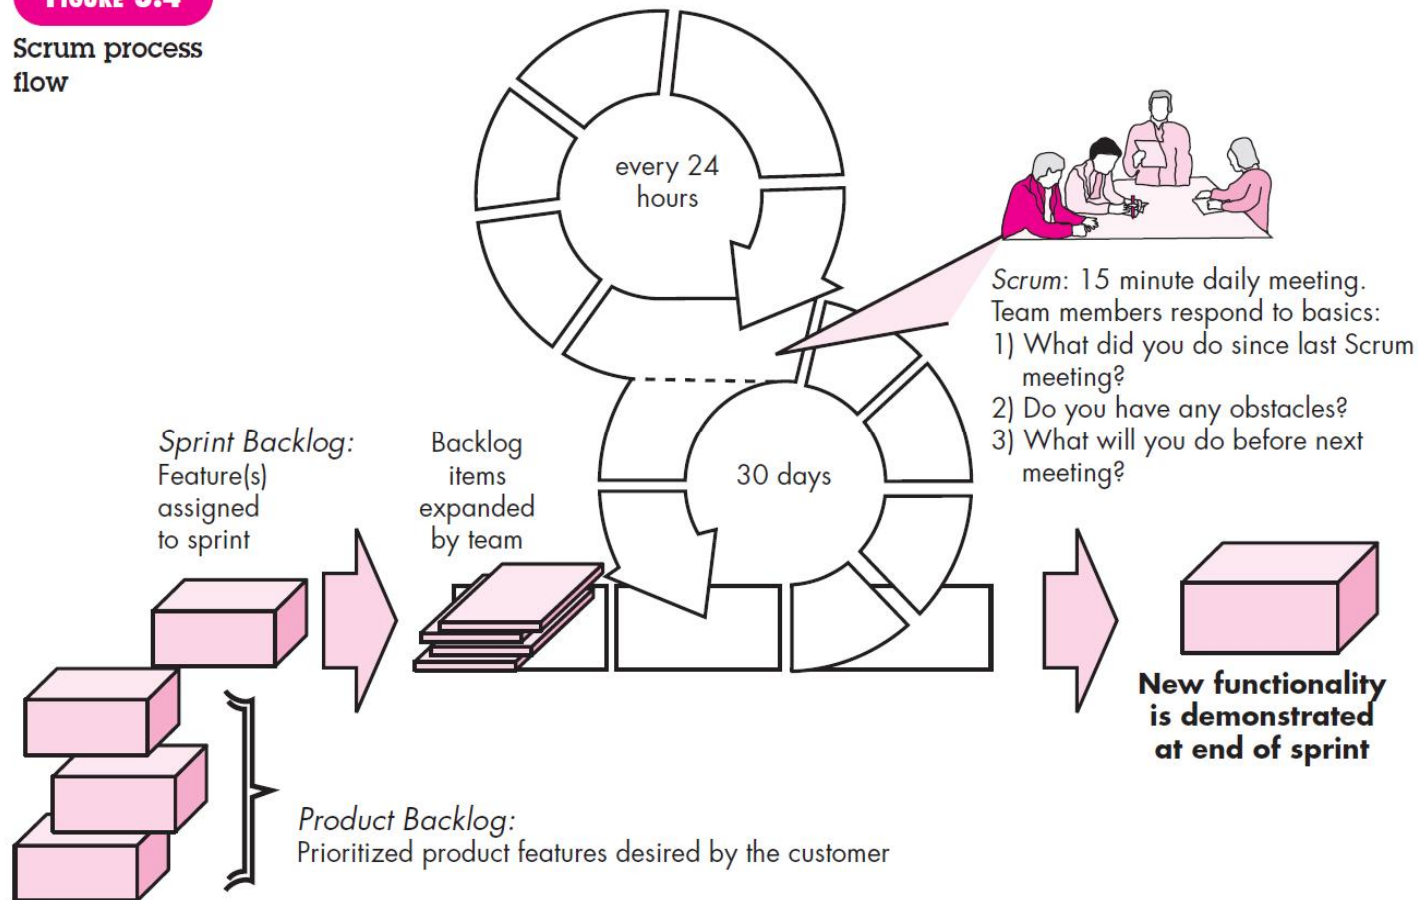 FIGURE 3.4
Scrum process
flow
every 24
hours
Scrum: 15 minute daily meeting.
Team members respond to basics:
1) What did you do since last Scrum
meeting?
2) Do you have any obstacles?
3) What will you do before next
meeting?
Sprint Backlog:
Feature(s)
assigned
to sprint
Backlog
items
expanded
by team
30 days
New functionality
is demonstrated
at end of sprint
Product Backlog:
Prioritized product features desired by the customer